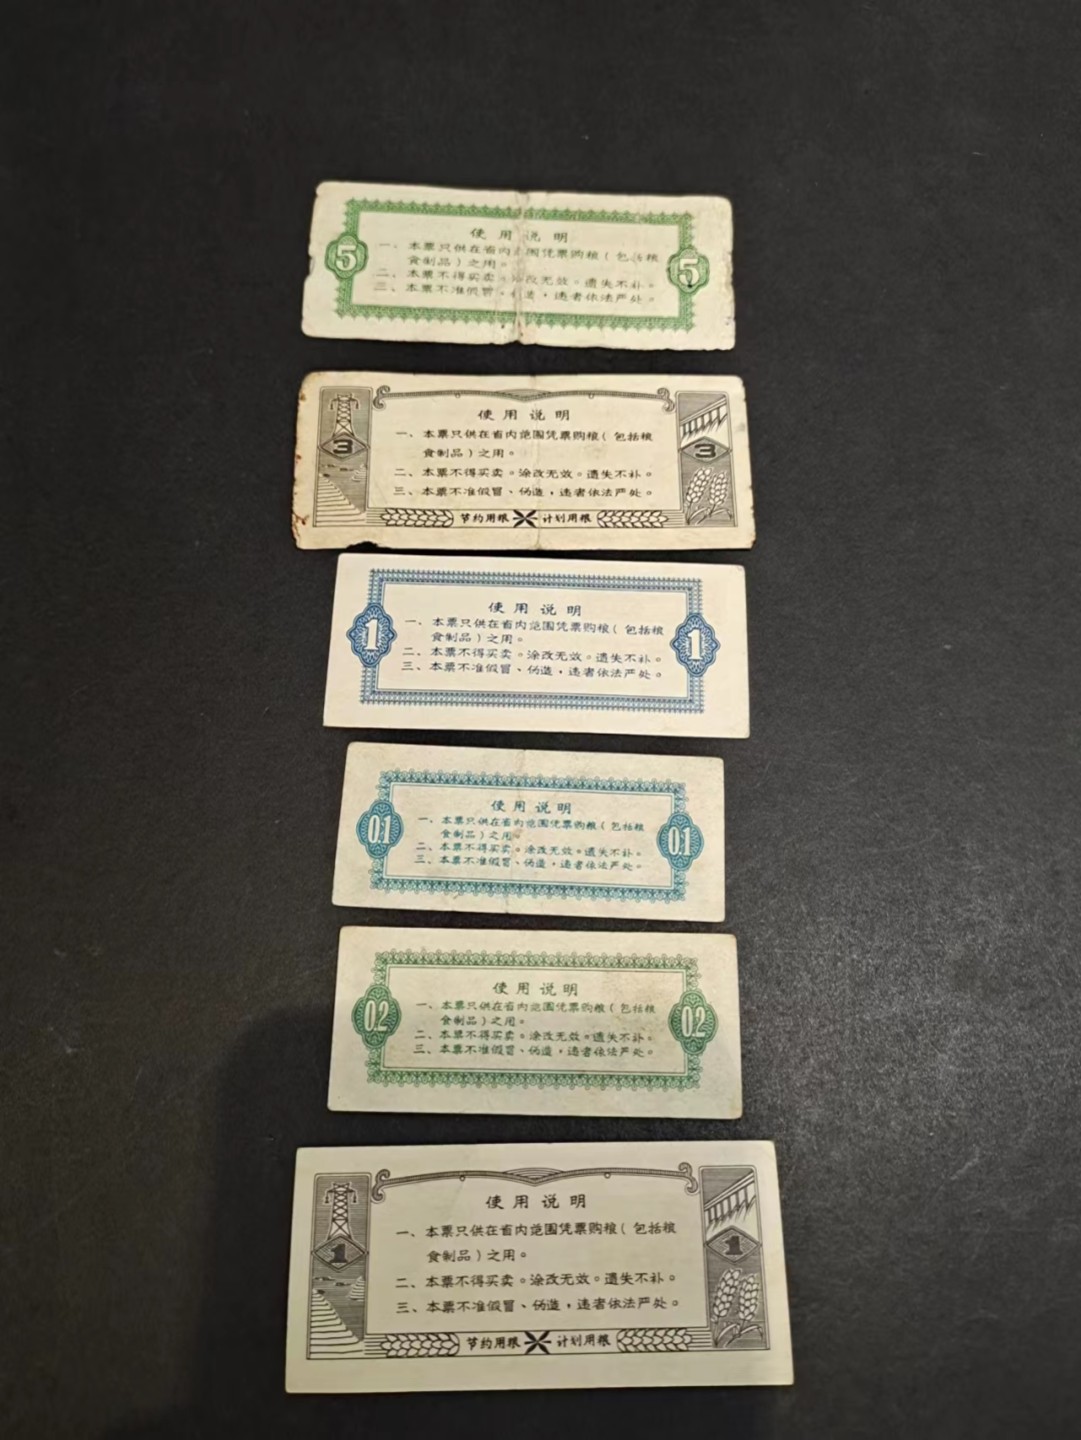 使用说明
一、本票只供在省内 围凭票购粮（包括粮
食制品）之用。
5 5
二、本票不得买卖。涂改无效。遗失不补。
三、本票不准假冒、伪造，违者依法严处。
使用说明
一、本票只供在省内范围凭票购粮（包括粮
3 3
食制品）之用。
二、本票不得买卖。涂改无效。遗失不补。
三、本票不准假冒、伪造，违者依法严处。
节约用粮 计划用粮
使用说明
一、本票只供在省内范围凭票购粮（包括粮
1 1
食制品）之用。
二、本票不得买卖。涂改无效。遗失不补。
三、本票不准假冒、伪造，违者依法严处。
使用说明
一、本票只供在省内范围凭票购粮（包括粮
0.1 0.1
食制品）之用。
二、本票不得买卖。涂改无效。遗失不补。
三、本票不准假冒、伪造，违者依法严处。
使用说明
一、本票只供在省内范围凭票购粮（包括粮
0.2 0.2
食制品）之用。
二、本票不得买卖。涂改无效。遗失不补。
三、本票不准假冒、伪造，违者依法严处。
使用说明
一、本票只供在省内范围凭票购粮（包括粮
1 1
食制品）之用。
二、本票不得买卖。涂改无效。遗失不补。
三、本票不准假冒、伪造，违者依法严处。
节约用粮 计划用粮